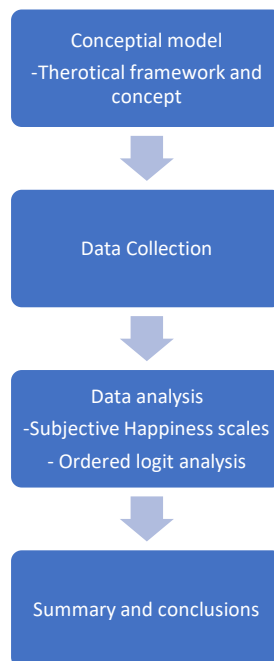 Conceptial model
-Therotical framework and
concept
Data Collection
Data analysis
-Subjective Happiness scales
- Ordered logit analysis
Summary and conclusions